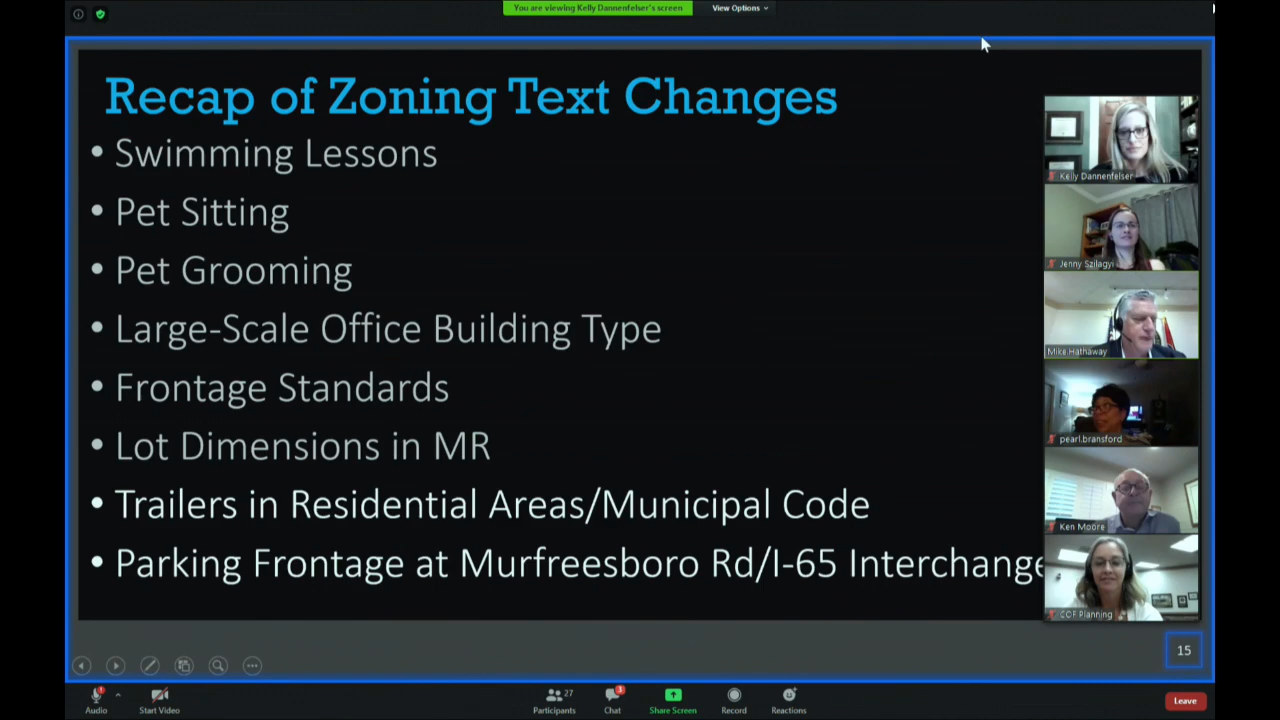 You are viewing Kelly Dannenfelser's screen
View Options
Recap of Zoning Text Changes
• Swimming Lessons
• Pet Sitting
• Pet Grooming
• Large-Scale Office Building Type
• Frontage Standards
• Lot Dimensions in MR
• Trailers in Residential Areas/Municipal Code
• Parking Frontage at Murfreesboro Rd/I-65 Interchange
Kelly Dannenfelser
Jenny Szilagyi
Mike Hathaway
pearl.bransford
Ken Moore
COF Planning
15
Audio
Start Video
27
Participants
3
Chat
Share Screen
Record
Reactions
Leave